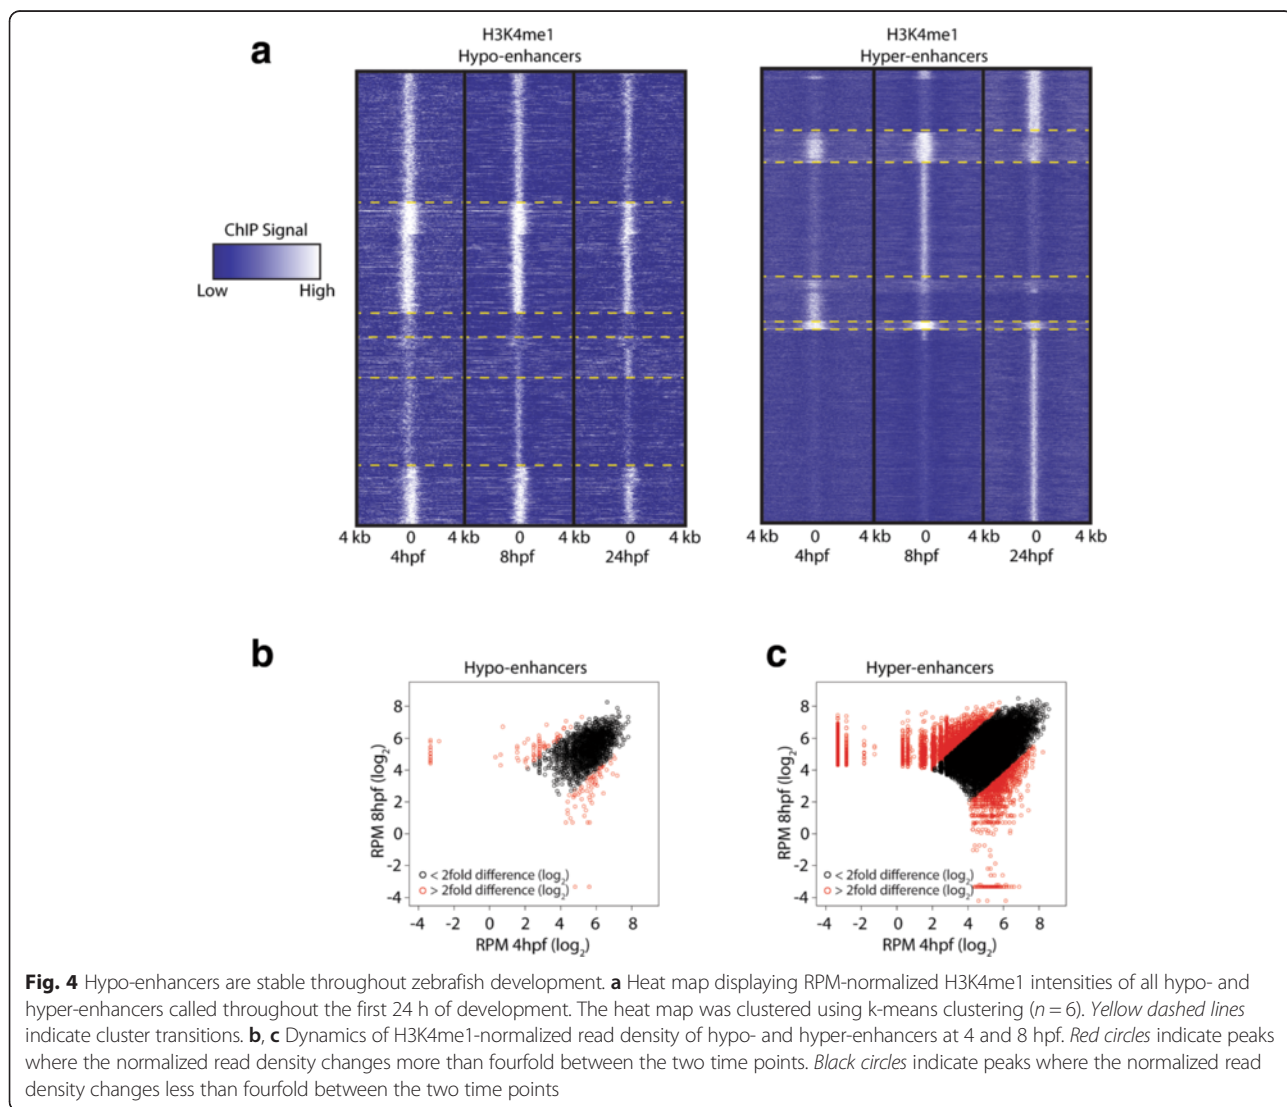 a
H3K4me1
Hypo-enhancers
H3K4me1
Hyper-enhancers
ChIP Signal
Low High
4 kb 0 4 kb 0 4 kb 0 4 kb
4hpf 8hpf 24hpf
4 kb 0 4 kb 0 4 kb 0 4 kb
4hpf 8hpf 24hpf
b
Hypo-enhancers
RPM 8hpf (log2)
8
6
4
2
0
-2
-4
< 2fold difference (log2)
> 2fold difference (log2)
-4 -2 0 2 4 6 8
RPM 4hpf (log2)
c
Hyper-enhancers
RPM 8hpf (log2)
8
6
4
2
0
-2
-4
< 2fold difference (log2)
> 2fold difference (log2)
-4 -2 0 2 4 6 8
RPM 4hpf (log2)
Fig. 4 Hypo-enhancers are stable throughout zebrafish development. a Heat map displaying RPM-normalized H3K4me1 intensities of all hypo- and
hyper-enhancers called throughout the first 24 h of development. The heat map was clustered using k-means clustering (n = 6). Yellow dashed lines
indicate cluster transitions. b, c Dynamics of H3K4me1-normalized read density of hypo- and hyper-enhancers at 4 and 8 hpf. Red circles indicate peaks
where the normalized read density changes more than fourfold between the two time points. Black circles indicate peaks where the normalized read
density changes less than fourfold between the two time points